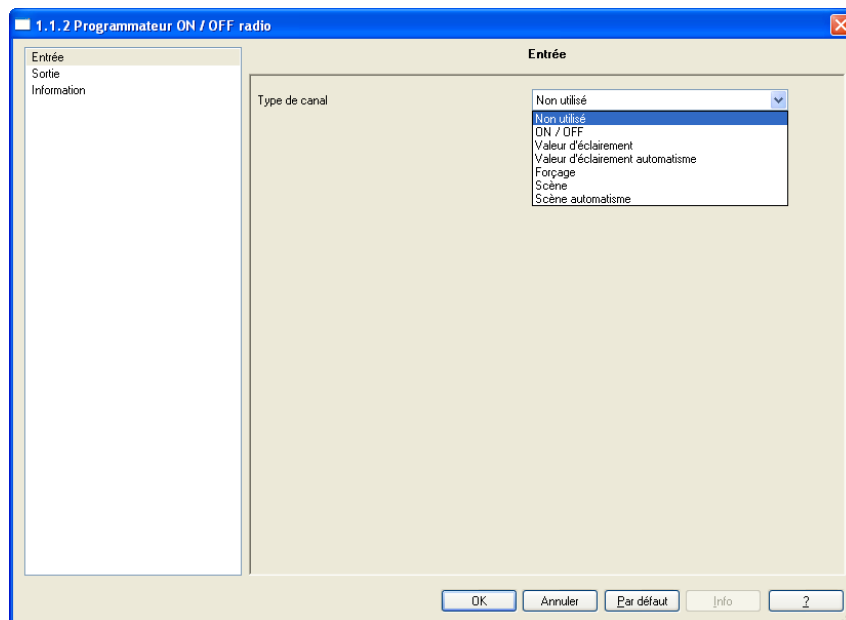 1.1.2 Programmateur ON / OFF radio
Entrée
Sortie
Information
Entrée
Type de canal
Non utilisé
Non utilisé
ON / OFF
Valeur d'éclairement
Valeur d'éclairement automatisme
Forçage
Scène
Scène automatisme
OK
Annuler
Par défaut
Info
?